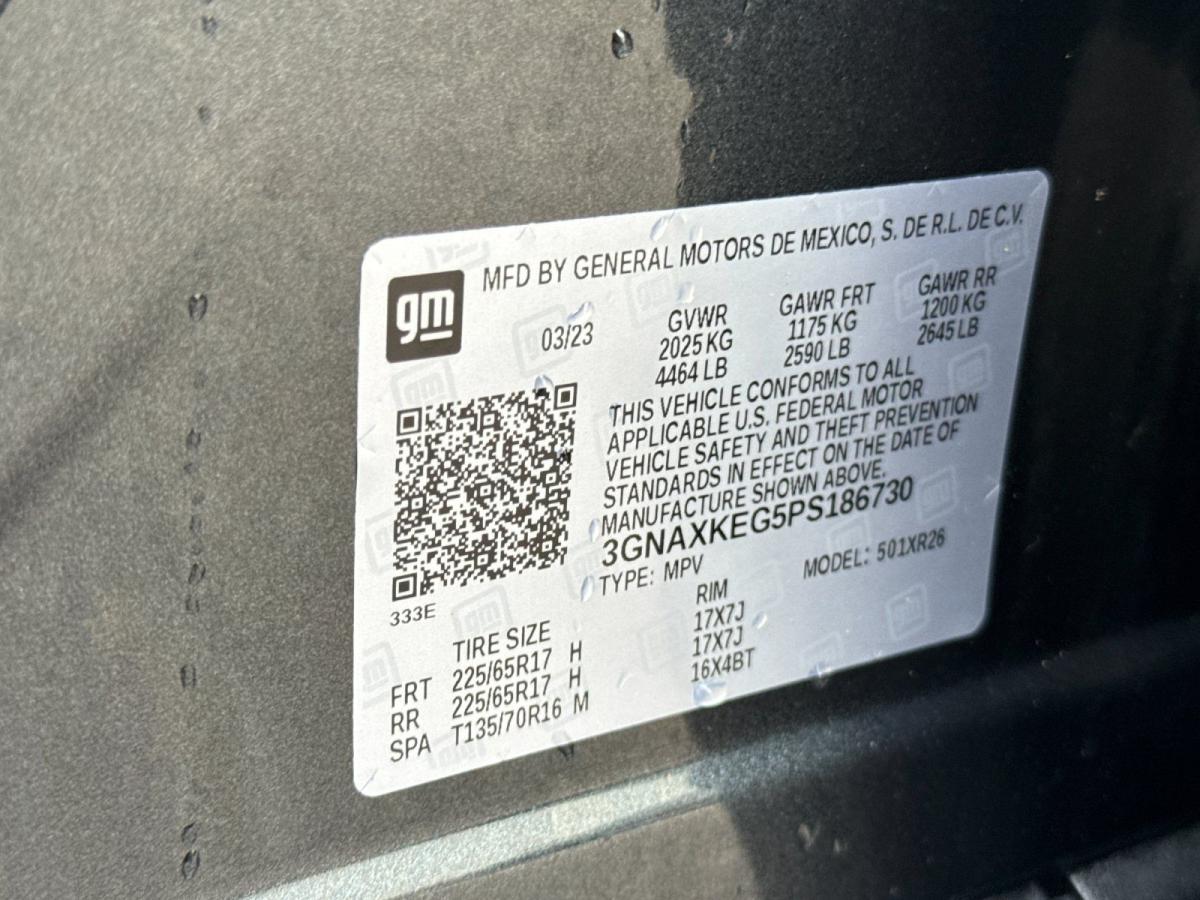 MFD BY GENERAL MOTORS DE MEXICO, S. DE R.L. DE C.V.
gm
03/23
GVWR GAWR FRT GAWR RR
2025 KG 1175 KG 1200 KG
4464 LB 2590 LB 2645 LB
THIS VEHICLE CONFORMS TO ALL
APPLICABLE U.S. FEDERAL MOTOR
VEHICLE SAFETY AND THEFT PREVENTION
STANDARDS IN EFFECT ON THE DATE OF
MANUFACTURE SHOWN ABOVE.
3GNAXKEG5PS186730
TYPE: MPV MODEL: 501XR26
333E
TIRE SIZE RIM
FRT 225/65R17 H 17X7J
RR 225/65R17 H 17X7J
SPA T135/70R16 M 16X4BT